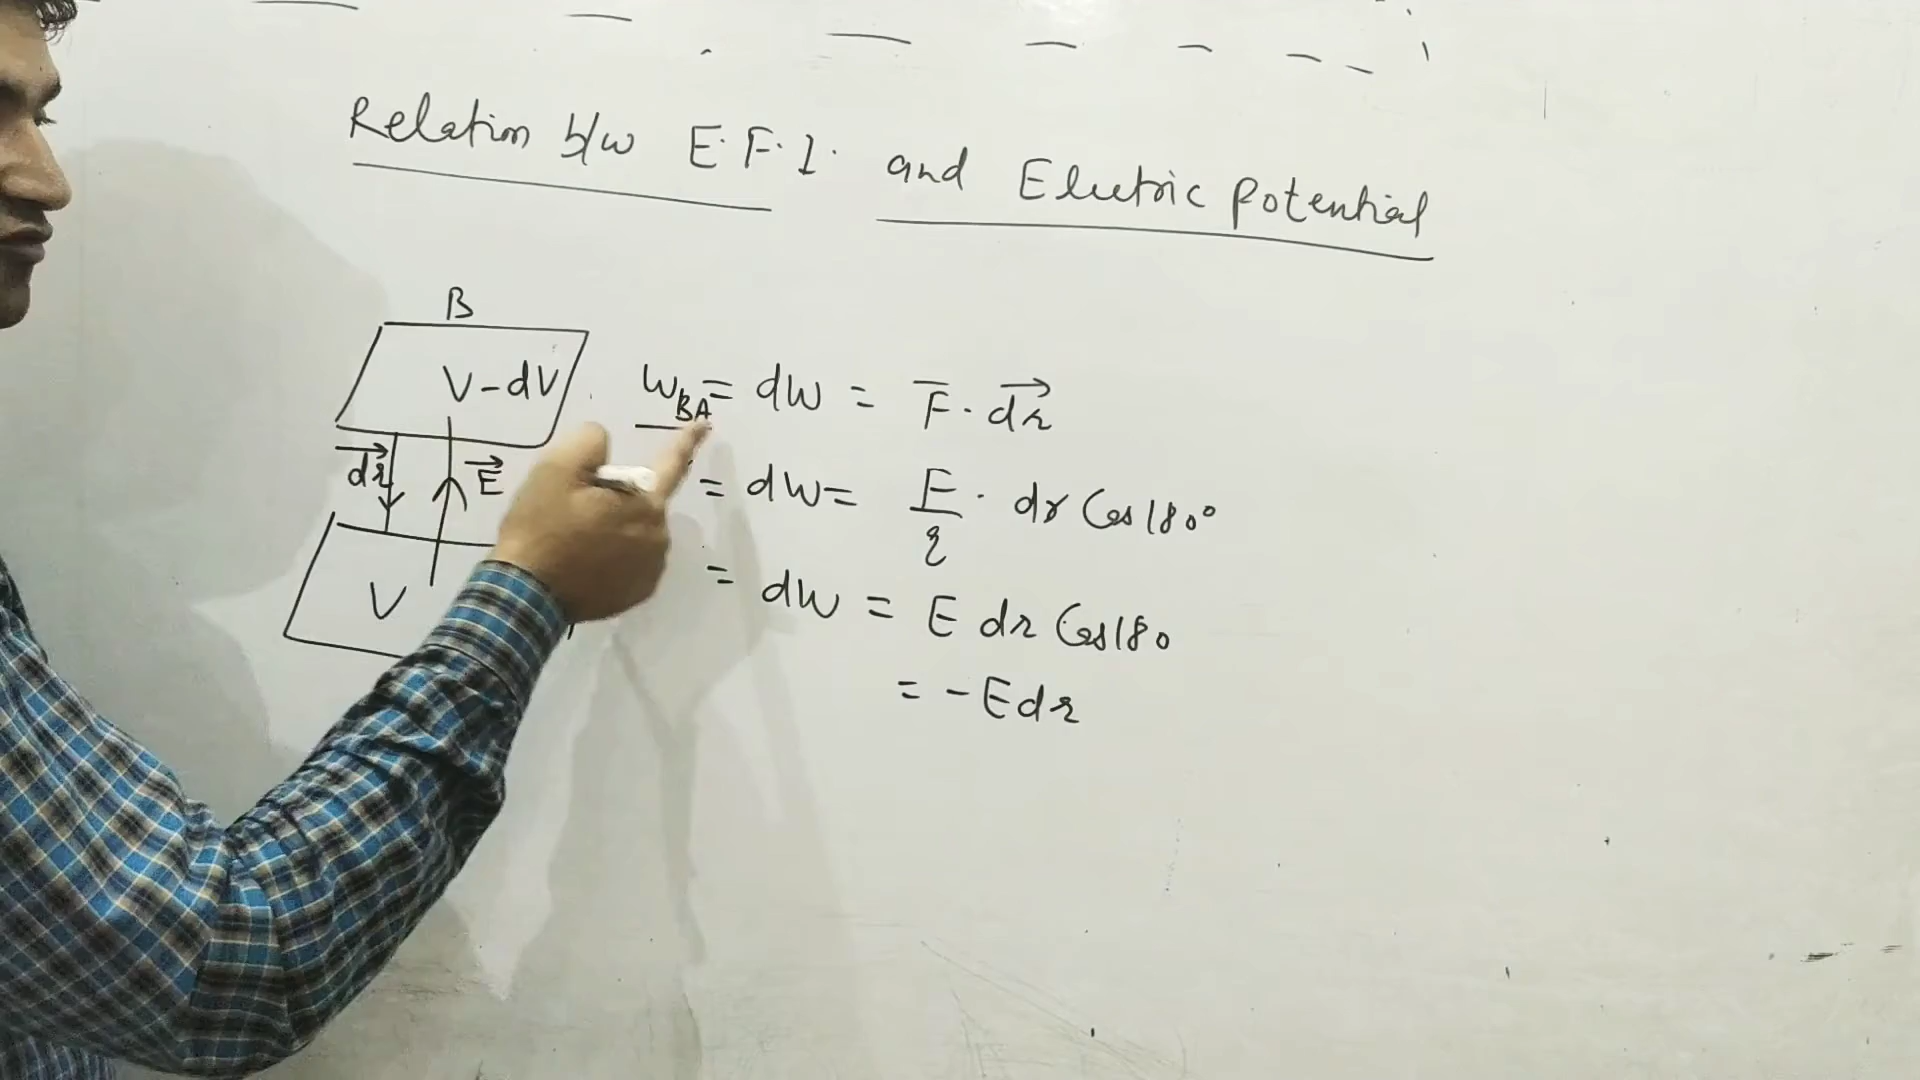 Relation b/w E.F.I. and Electric potential
B
V-dV
dr
E
V
W_BA = dW = F. dr
= dW = F/q . dr Cos180°
= dW = E dr Cos180
= -Edr